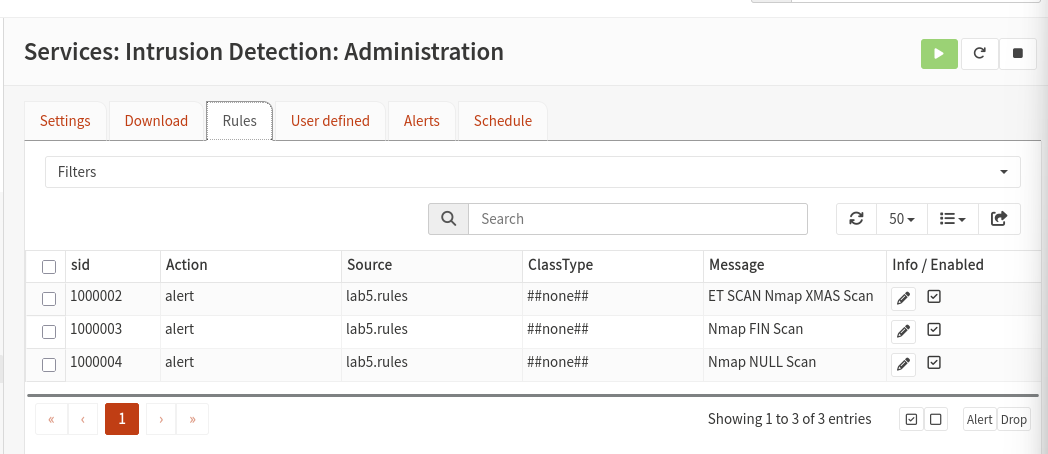 Services: Intrusion Detection: Administration
Settings Download Rules User defined Alerts Schedule
Filters
Search 50
sid Action Source ClassType Message Info / Enabled
1000002 alert lab5.rules ##none## ET SCAN Nmap XMAS Scan
1000003 alert lab5.rules ##none## Nmap FIN Scan
1000004 alert lab5.rules ##none## Nmap NULL Scan
« ‹ 1 › » Showing 1 to 3 of 3 entries Alert Drop